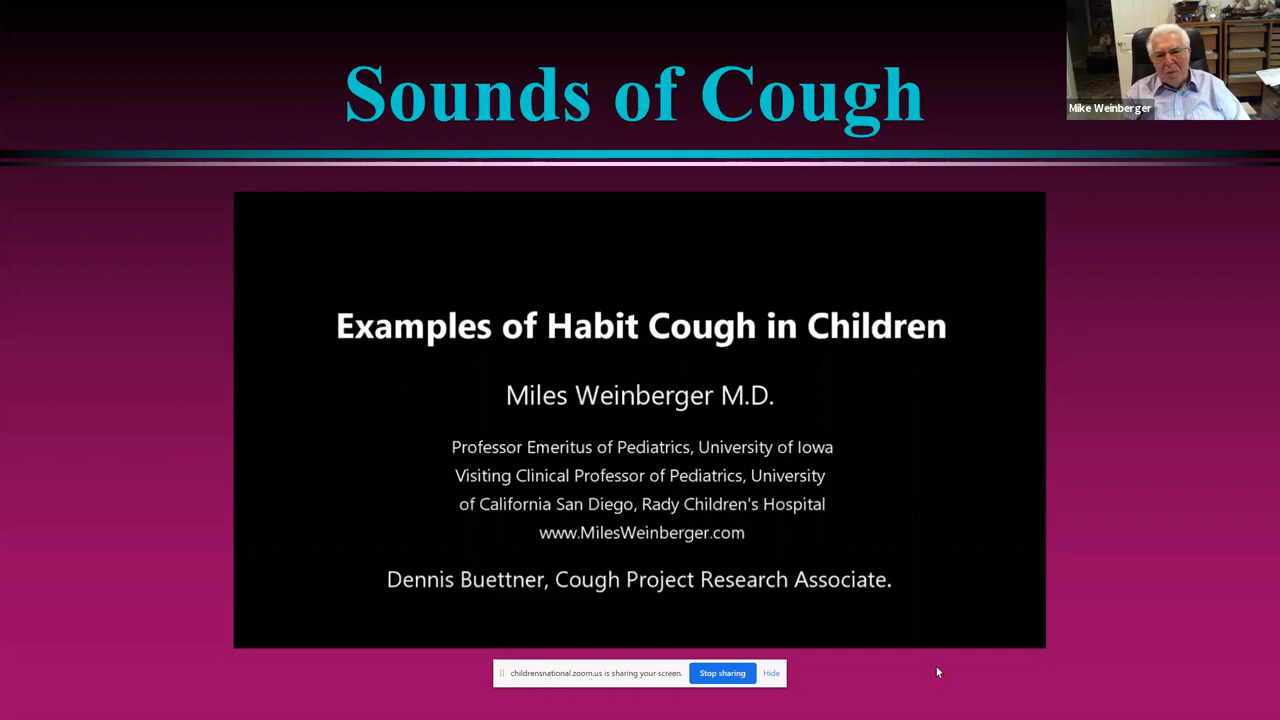 Sounds of Cough
Mike Weinberger
Examples of Habit Cough in Children
Miles Weinberger M.D.
Professor Emeritus of Pediatrics, University of Iowa
Visiting Clinical Professor of Pediatrics, University
of California San Diego, Rady Children's Hospital
www.MilesWeinberger.com
Dennis Buettner, Cough Project Research Associate.
childrensnational.zoom.us is sharing your screen.
Stop sharing
Hide